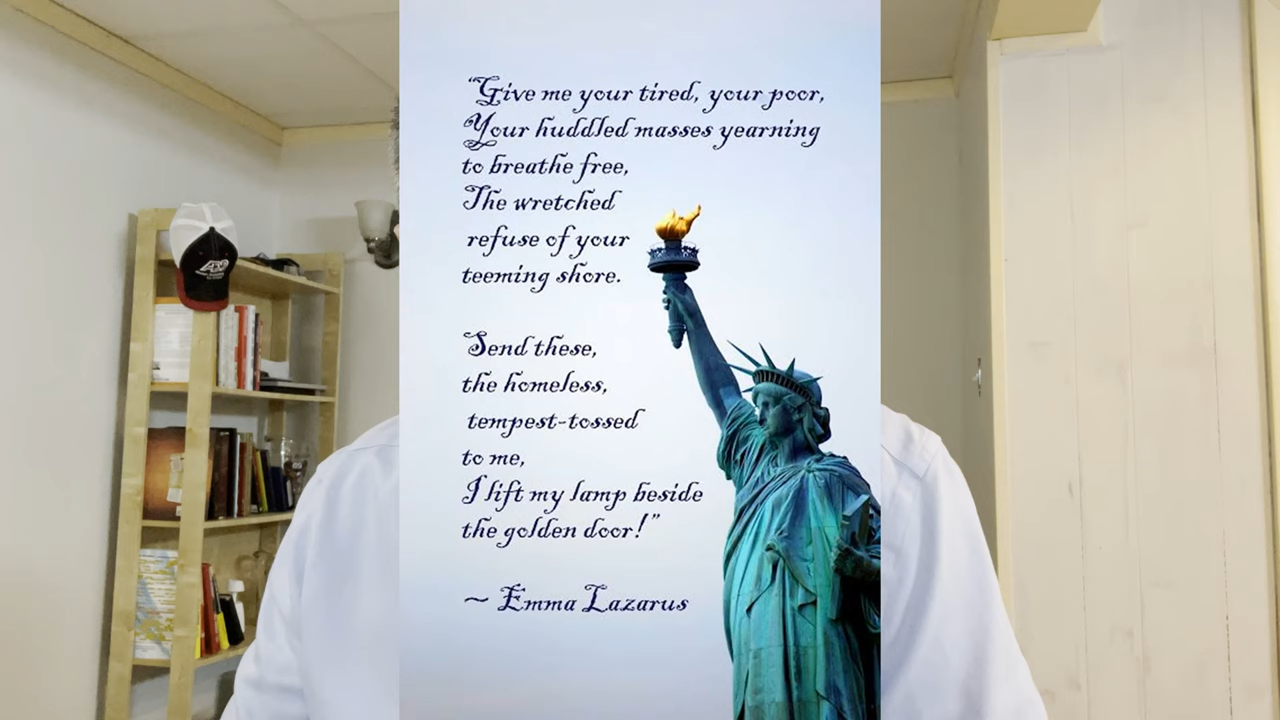 “Give me your tired, your poor,
Your huddled masses yearning
to breathe free,
The wretched
refuse of your
teeming shore.
Send these,
the homeless,
tempest-tossed
to me,
I lift my lamp beside
the golden door!”
~ Emma Lazarus